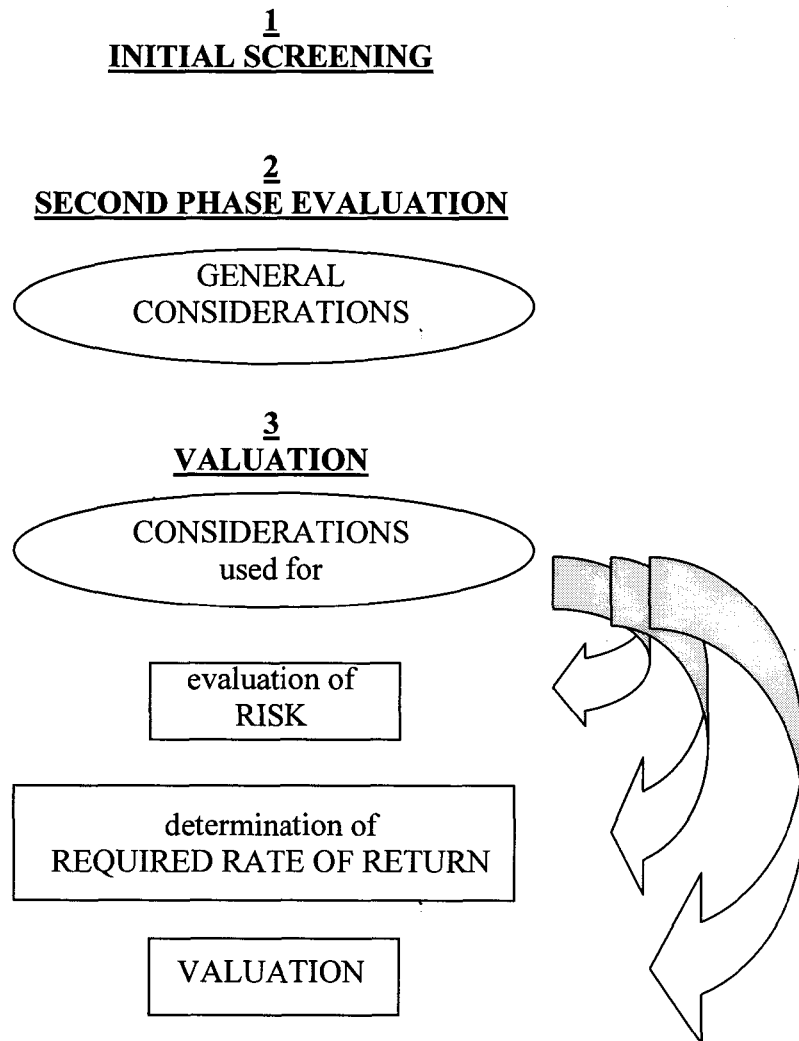 1
INITIAL SCREENING
2
SECOND PHASE EVALUATION
GENERAL
CONSIDERATIONS
3
VALUATION
CONSIDERATIONS
used for
evaluation of
RISK
determination of
REQUIRED RATE OF RETURN
VALUATION